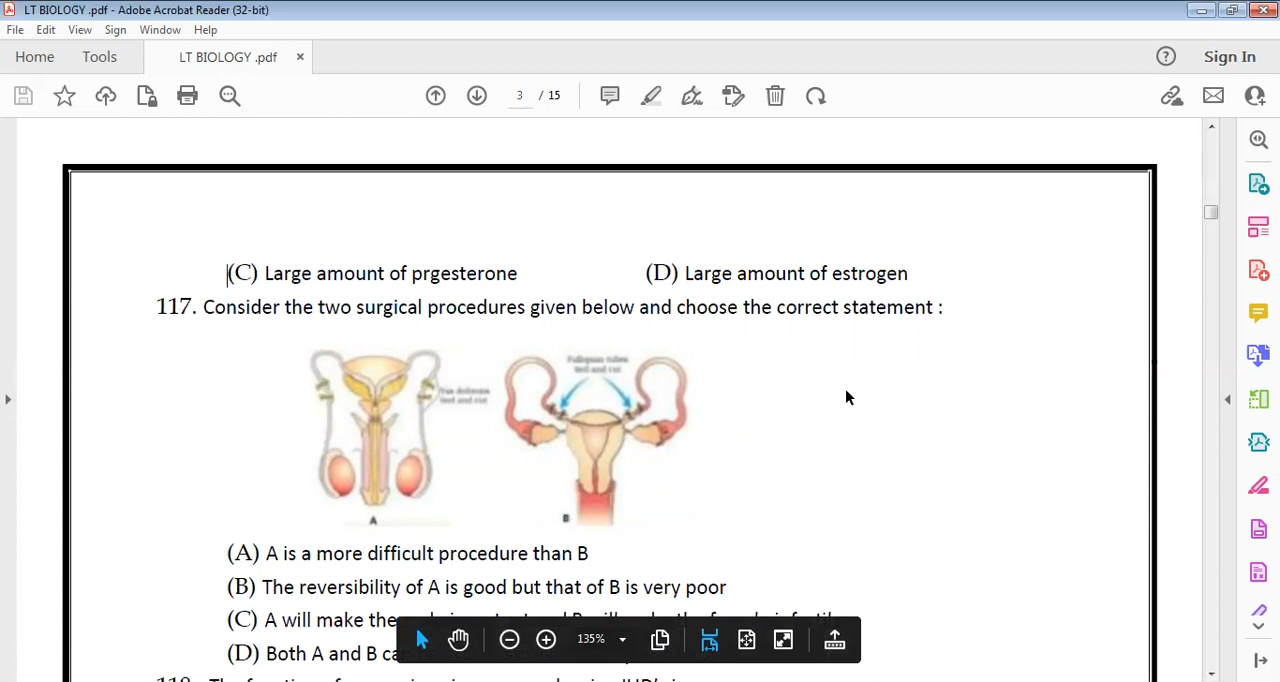 LT BIOLOGY .pdf - Adobe Acrobat Reader (32-bit)
File Edit View Sign Window Help
Home Tools LT BIOLOGY .pdf × ? Sign In
3 / 15
(C) Large amount of prgesterone (D) Large amount of estrogen
117. Consider the two surgical procedures given below and choose the correct statement :
Fallopian tubes
tied and cut
Vas deferens
tied and cut
A B
(A) A is a more difficult procedure than B
(B) The reversibility of A is good but that of B is very poor
(C) A will make the
(D) Both A and B
135%